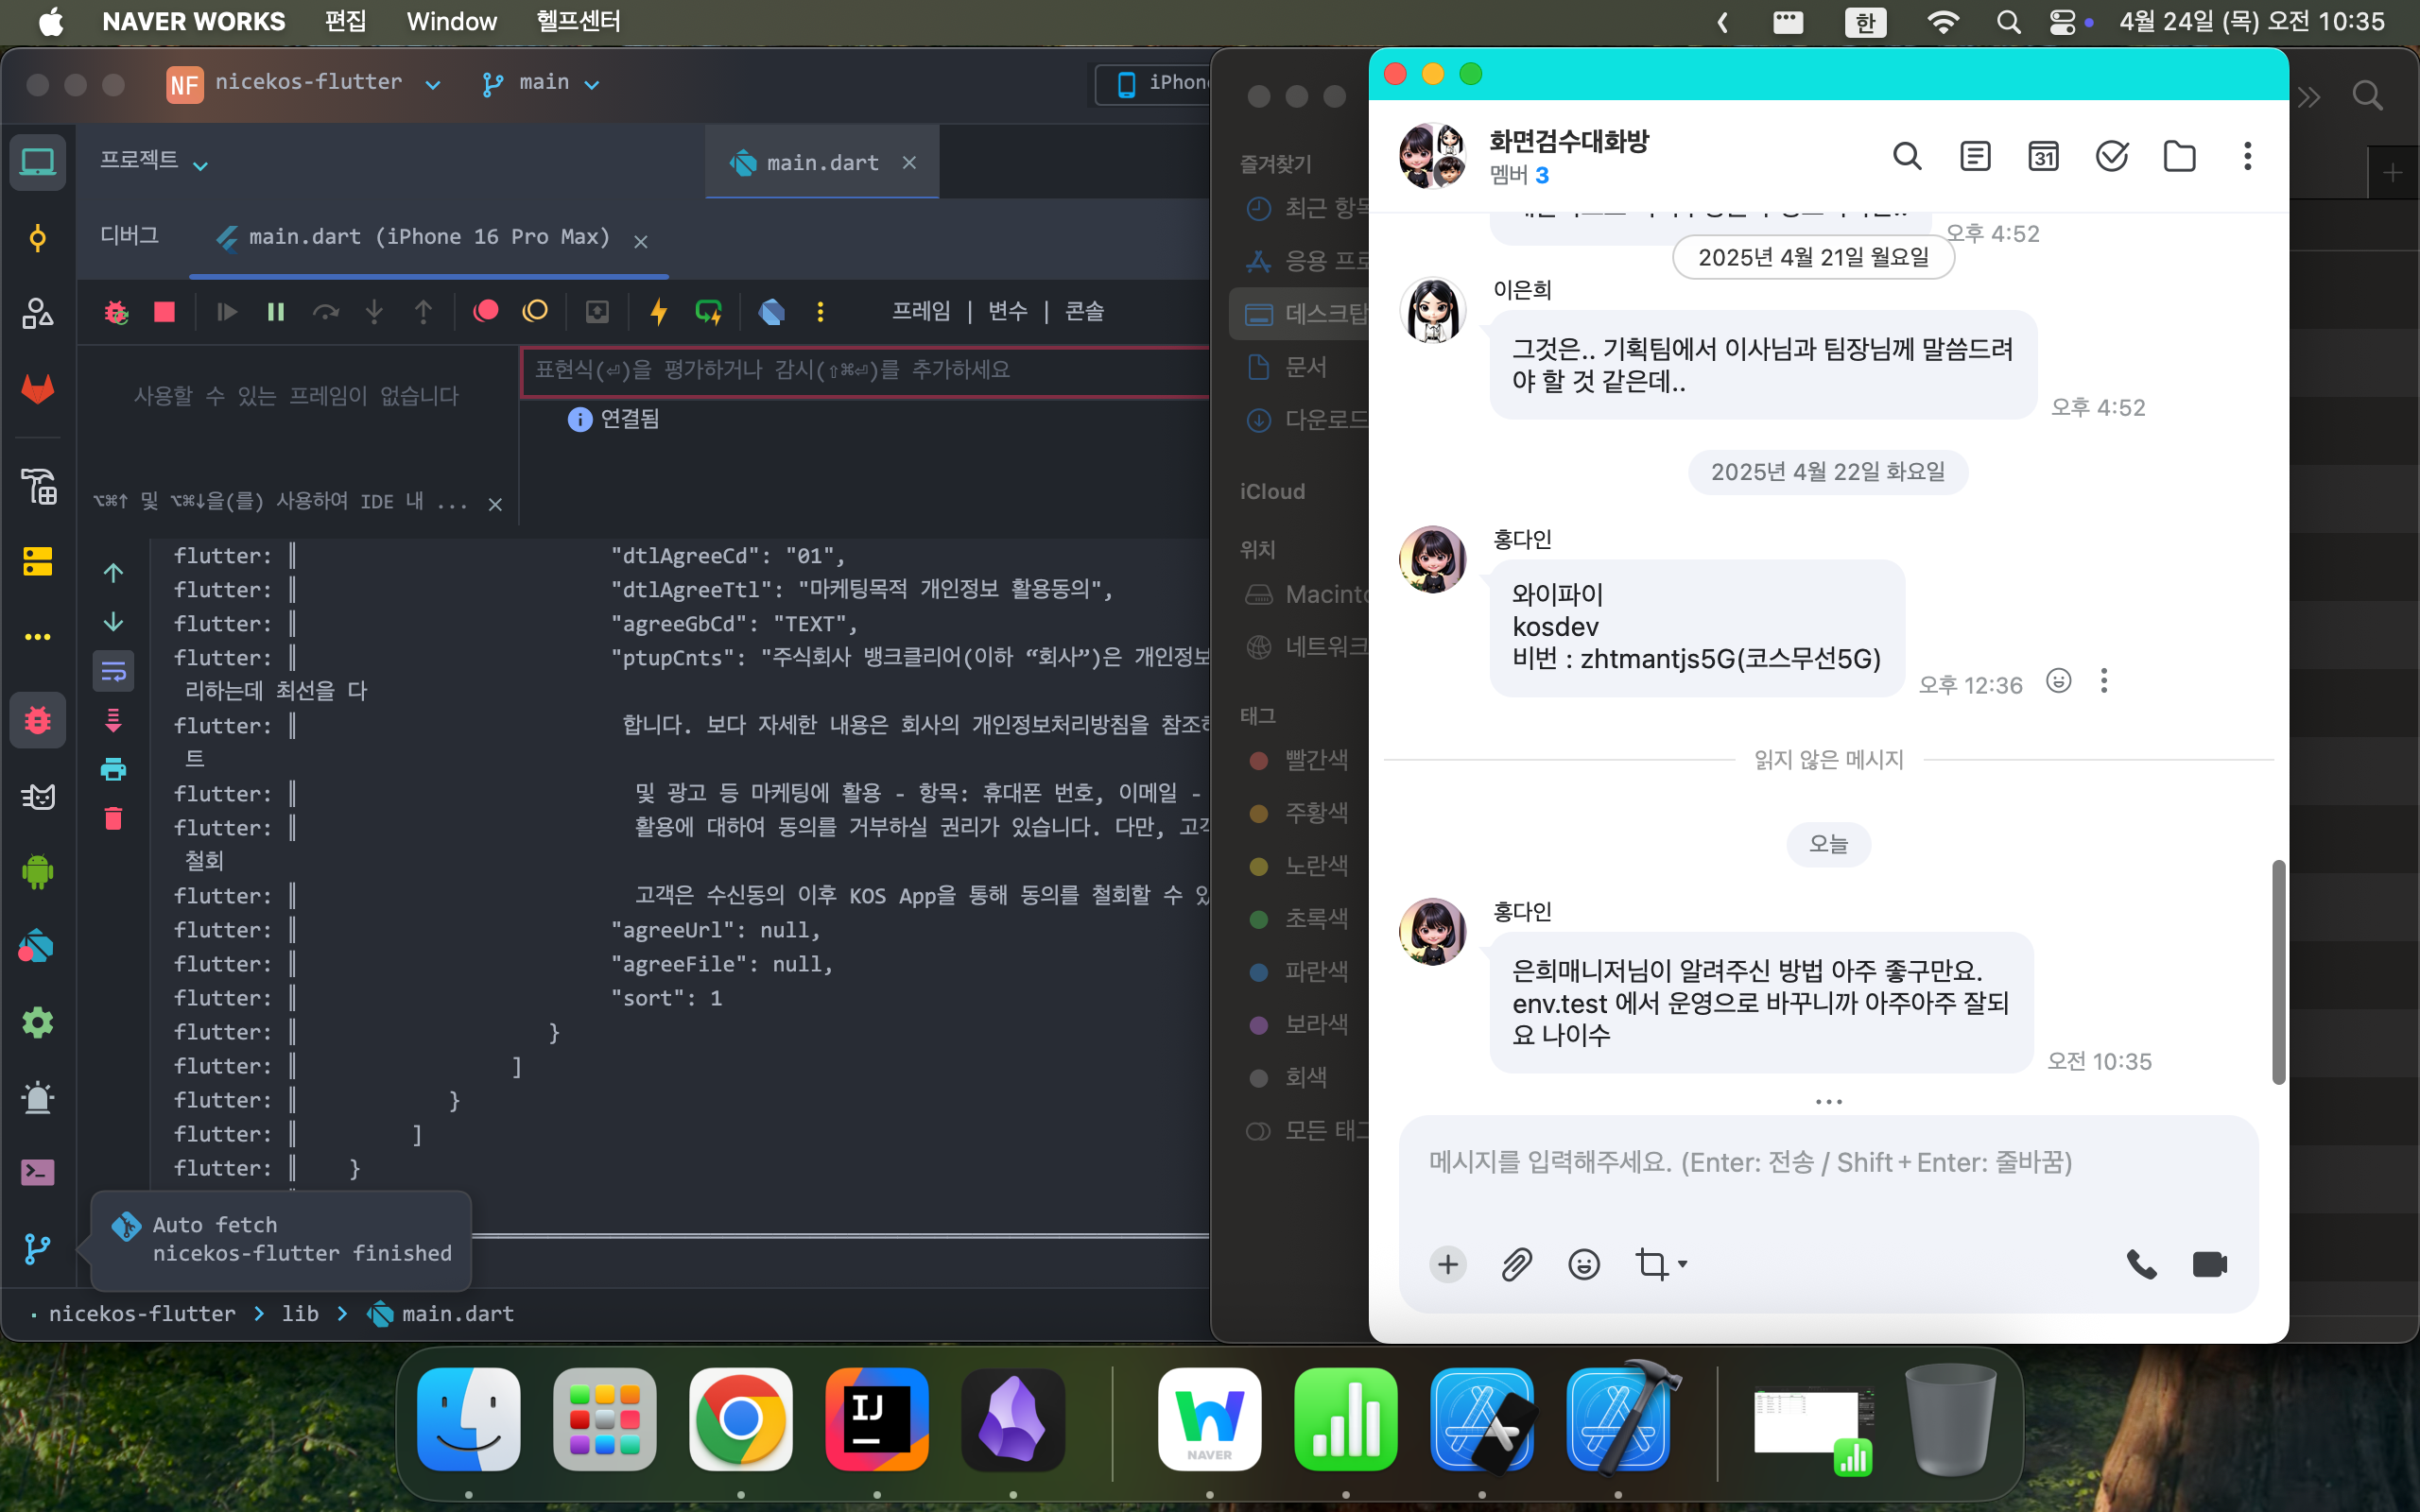 NAVER WORKS 편집 Window 헬프센터
한 4월 24일 (목) 오전 10:35
NF nicekos-flutter main
프로젝트
main.dart
디버그 main.dart (iPhone 16 Pro Max)
프레임 | 변수 | 콘솔
사용할 수 있는 프레임이 없습니다
표현식(⏎)을 평가하거나 감시(⇧⌘⏎)를 추가하세요
연결됨
⌥⌘↑ 및 ⌥⌘↓을(를) 사용하여 IDE 내 ...
flutter: ║ "dtlAgreeCd": "01",
flutter: ║ "dtlAgreeTtl": "마케팅목적 개인정보 활용동의",
flutter: ║ "agreeGbCd": "TEXT",
flutter: ║ "ptupCnts": "주식회사 뱅크클리어(이하 “회사”)은 개인정보
리하는데 최선을 다
flutter: ║ 합니다. 보다 자세한 내용은 회사의 개인정보처리방침을
트
flutter: ║ 및 광고 등 마케팅에 활용 - 항목: 휴대폰 번호, 이메일 -
flutter: ║ 활용에 대하여 동의를 거부하실 권리가 있습니다. 다만,
철회
flutter: ║ 고객은 수신동의 이후 KOS App을 통해 동의를 철회할 수
flutter: ║ "agreeUrl": null,
flutter: ║ "agreeFile": null,
flutter: ║ "sort": 1
flutter: ║ }
flutter: ║ ]
flutter: ║ }
flutter: ║ ]
flutter: ║ }
Auto fetch
nicekos-flutter finished
nicekos-flutter > lib > main.dart
즐겨찾기
최근
응용
데스크탑
문서
다운로드
iCloud
위치
네트워크
태그
빨간색
주황색
노란색
초록색
파란색
보라색
회색
모든
화면검수대화방
멤버 3
31
오후 4:52
2025년 4월 21일 월요일
이은희
그것은.. 기획팀에서 이사님과 팀장님께 말씀드려
야 할 것 같은데..
오후 4:52
2025년 4월 22일 화요일
홍다인
와이파이
kosdev
비번 : zhtmantjs5G(코스무선5G)
오후 12:36
읽지 않은 메시지
오늘
홍다인
은희매니저님이 알려주신 방법 아주 좋구만요.
env.test 에서 운영으로 바꾸니까 아주아주 잘되
요 나이수
오전 10:35
메시지를 입력해주세요. (Enter: 전송 / Shift+Enter: 줄바꿈)
IJ
NAVER